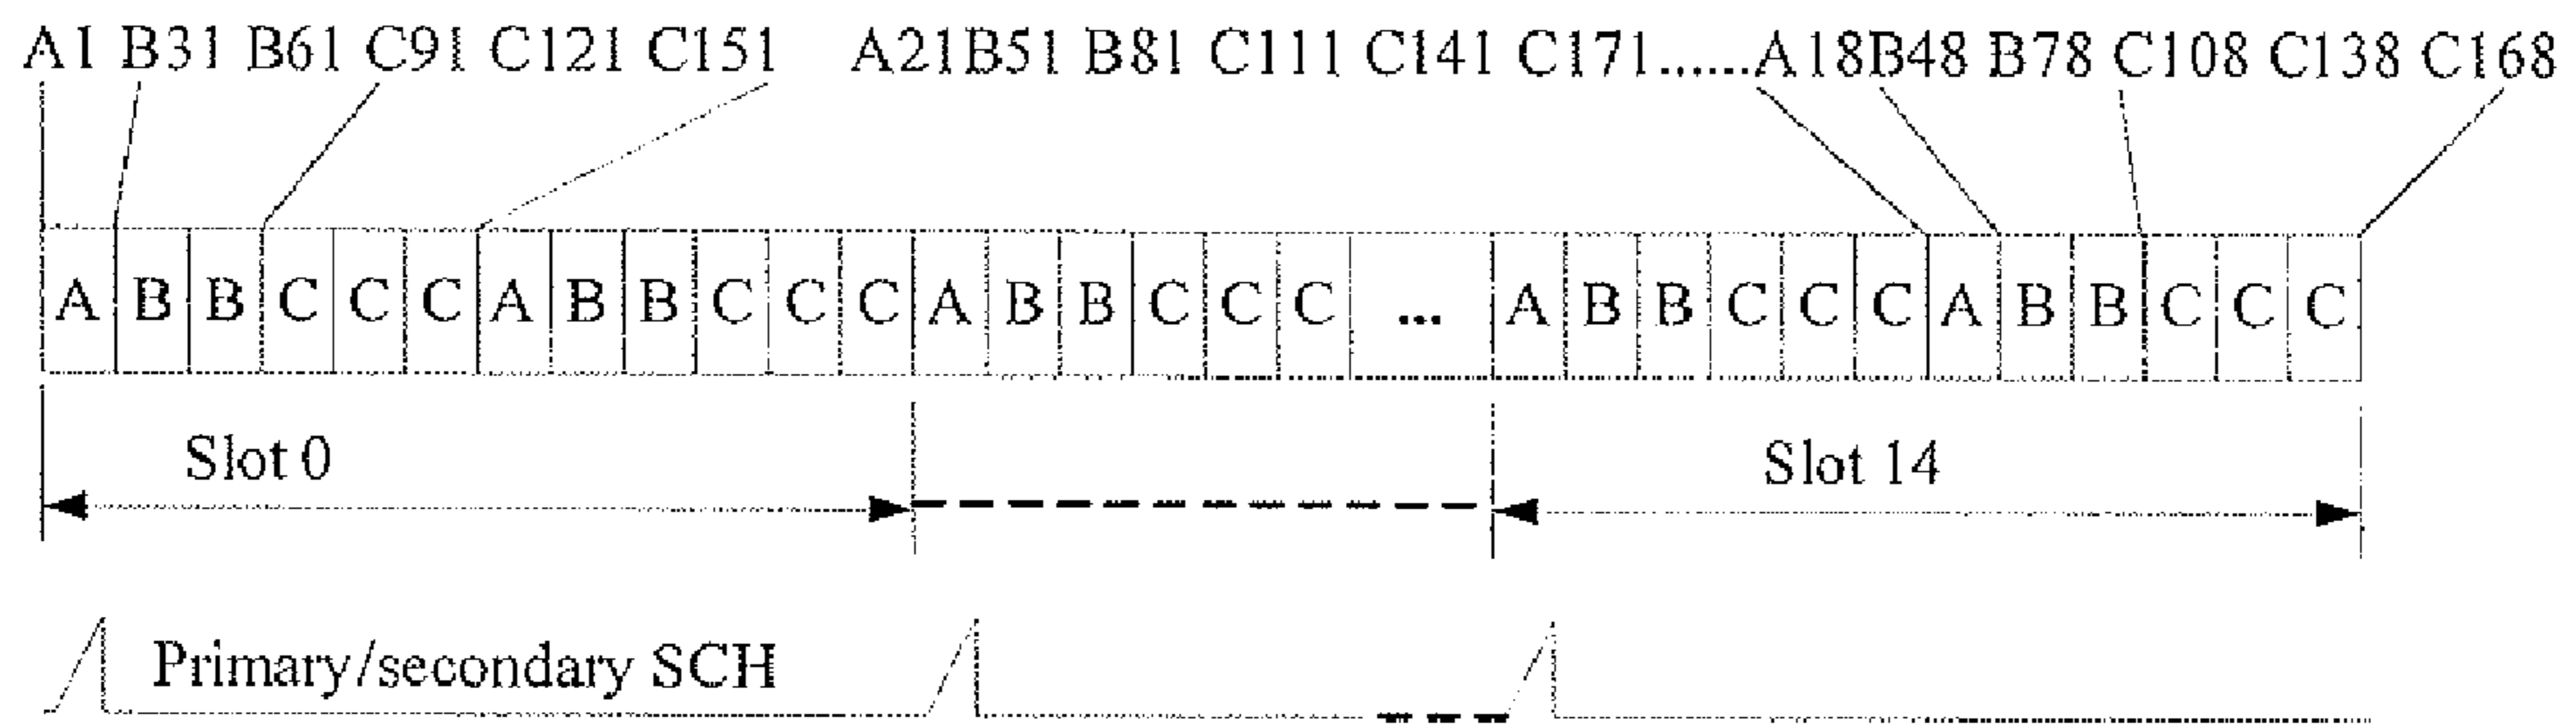 A1 B31 B61 C91 C121 C151 A21B51 B81 C111 C141 C171......A18B48 B78 C108 C138 C168
A B B C C C A B B C C C A B B C C C ... A B B C C C A B B C C C
Slot 0 Slot 14
Primary/secondary SCH